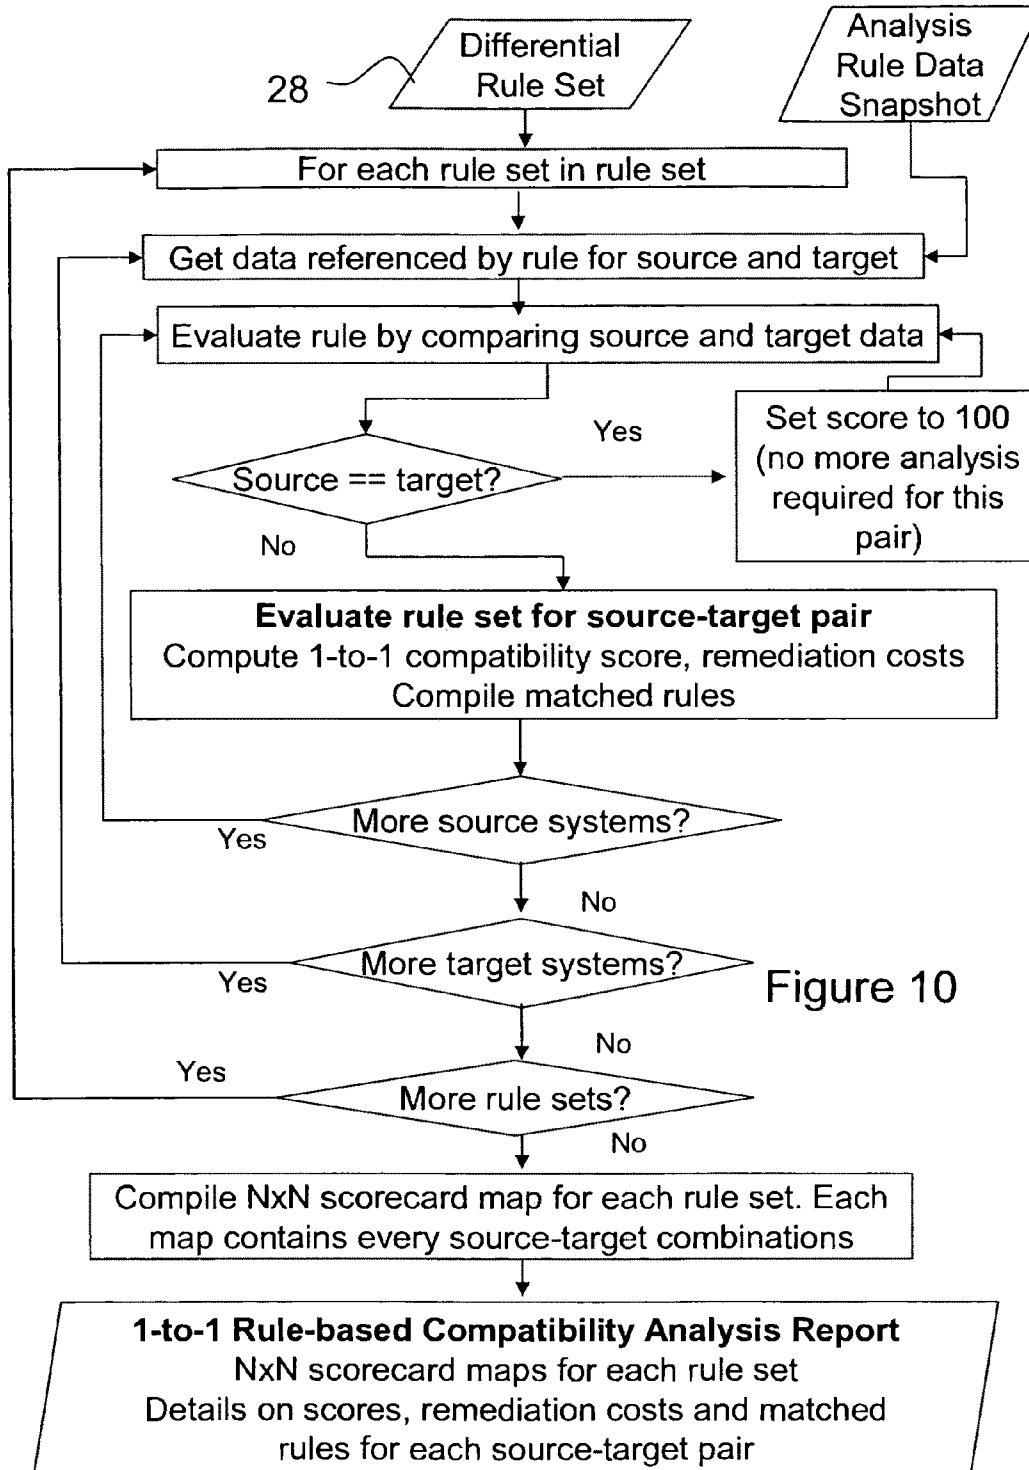 Differential
Rule Set
28
Analysis
Rule Data
Snapshot
For each rule set in rule set
Get data referenced by rule for source and target
Evaluate rule by comparing source and target data
Source == target?
Yes
Set score to 100
(no more analysis
required for this
pair)
No
Evaluate rule set for source-target pair
Compute 1-to-1 compatibility score, remediation costs
Compile matched rules
More source systems?
Yes
No
More target systems?
Yes
Figure 10
No
More rule sets?
Yes
No
Compile NxN scorecard map for each rule set. Each
map contains every source-target combinations
1-to-1 Rule-based Compatibility Analysis Report
NxN scorecard maps for each rule set
Details on scores, remediation costs and matched
rules for each source-target pair